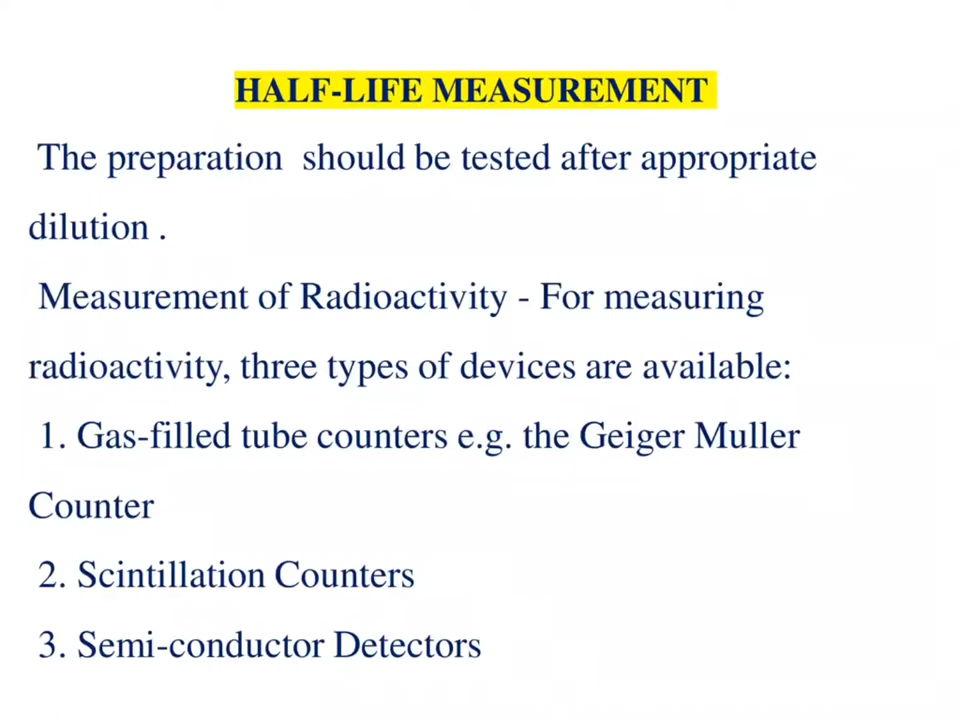 HALF-LIFE MEASUREMENT
The preparation should be tested after appropriate
dilution .
Measurement of Radioactivity - For measuring
radioactivity, three types of devices are available:
1. Gas-filled tube counters e.g. the Geiger Muller
Counter
2. Scintillation Counters
3. Semi-conductor Detectors